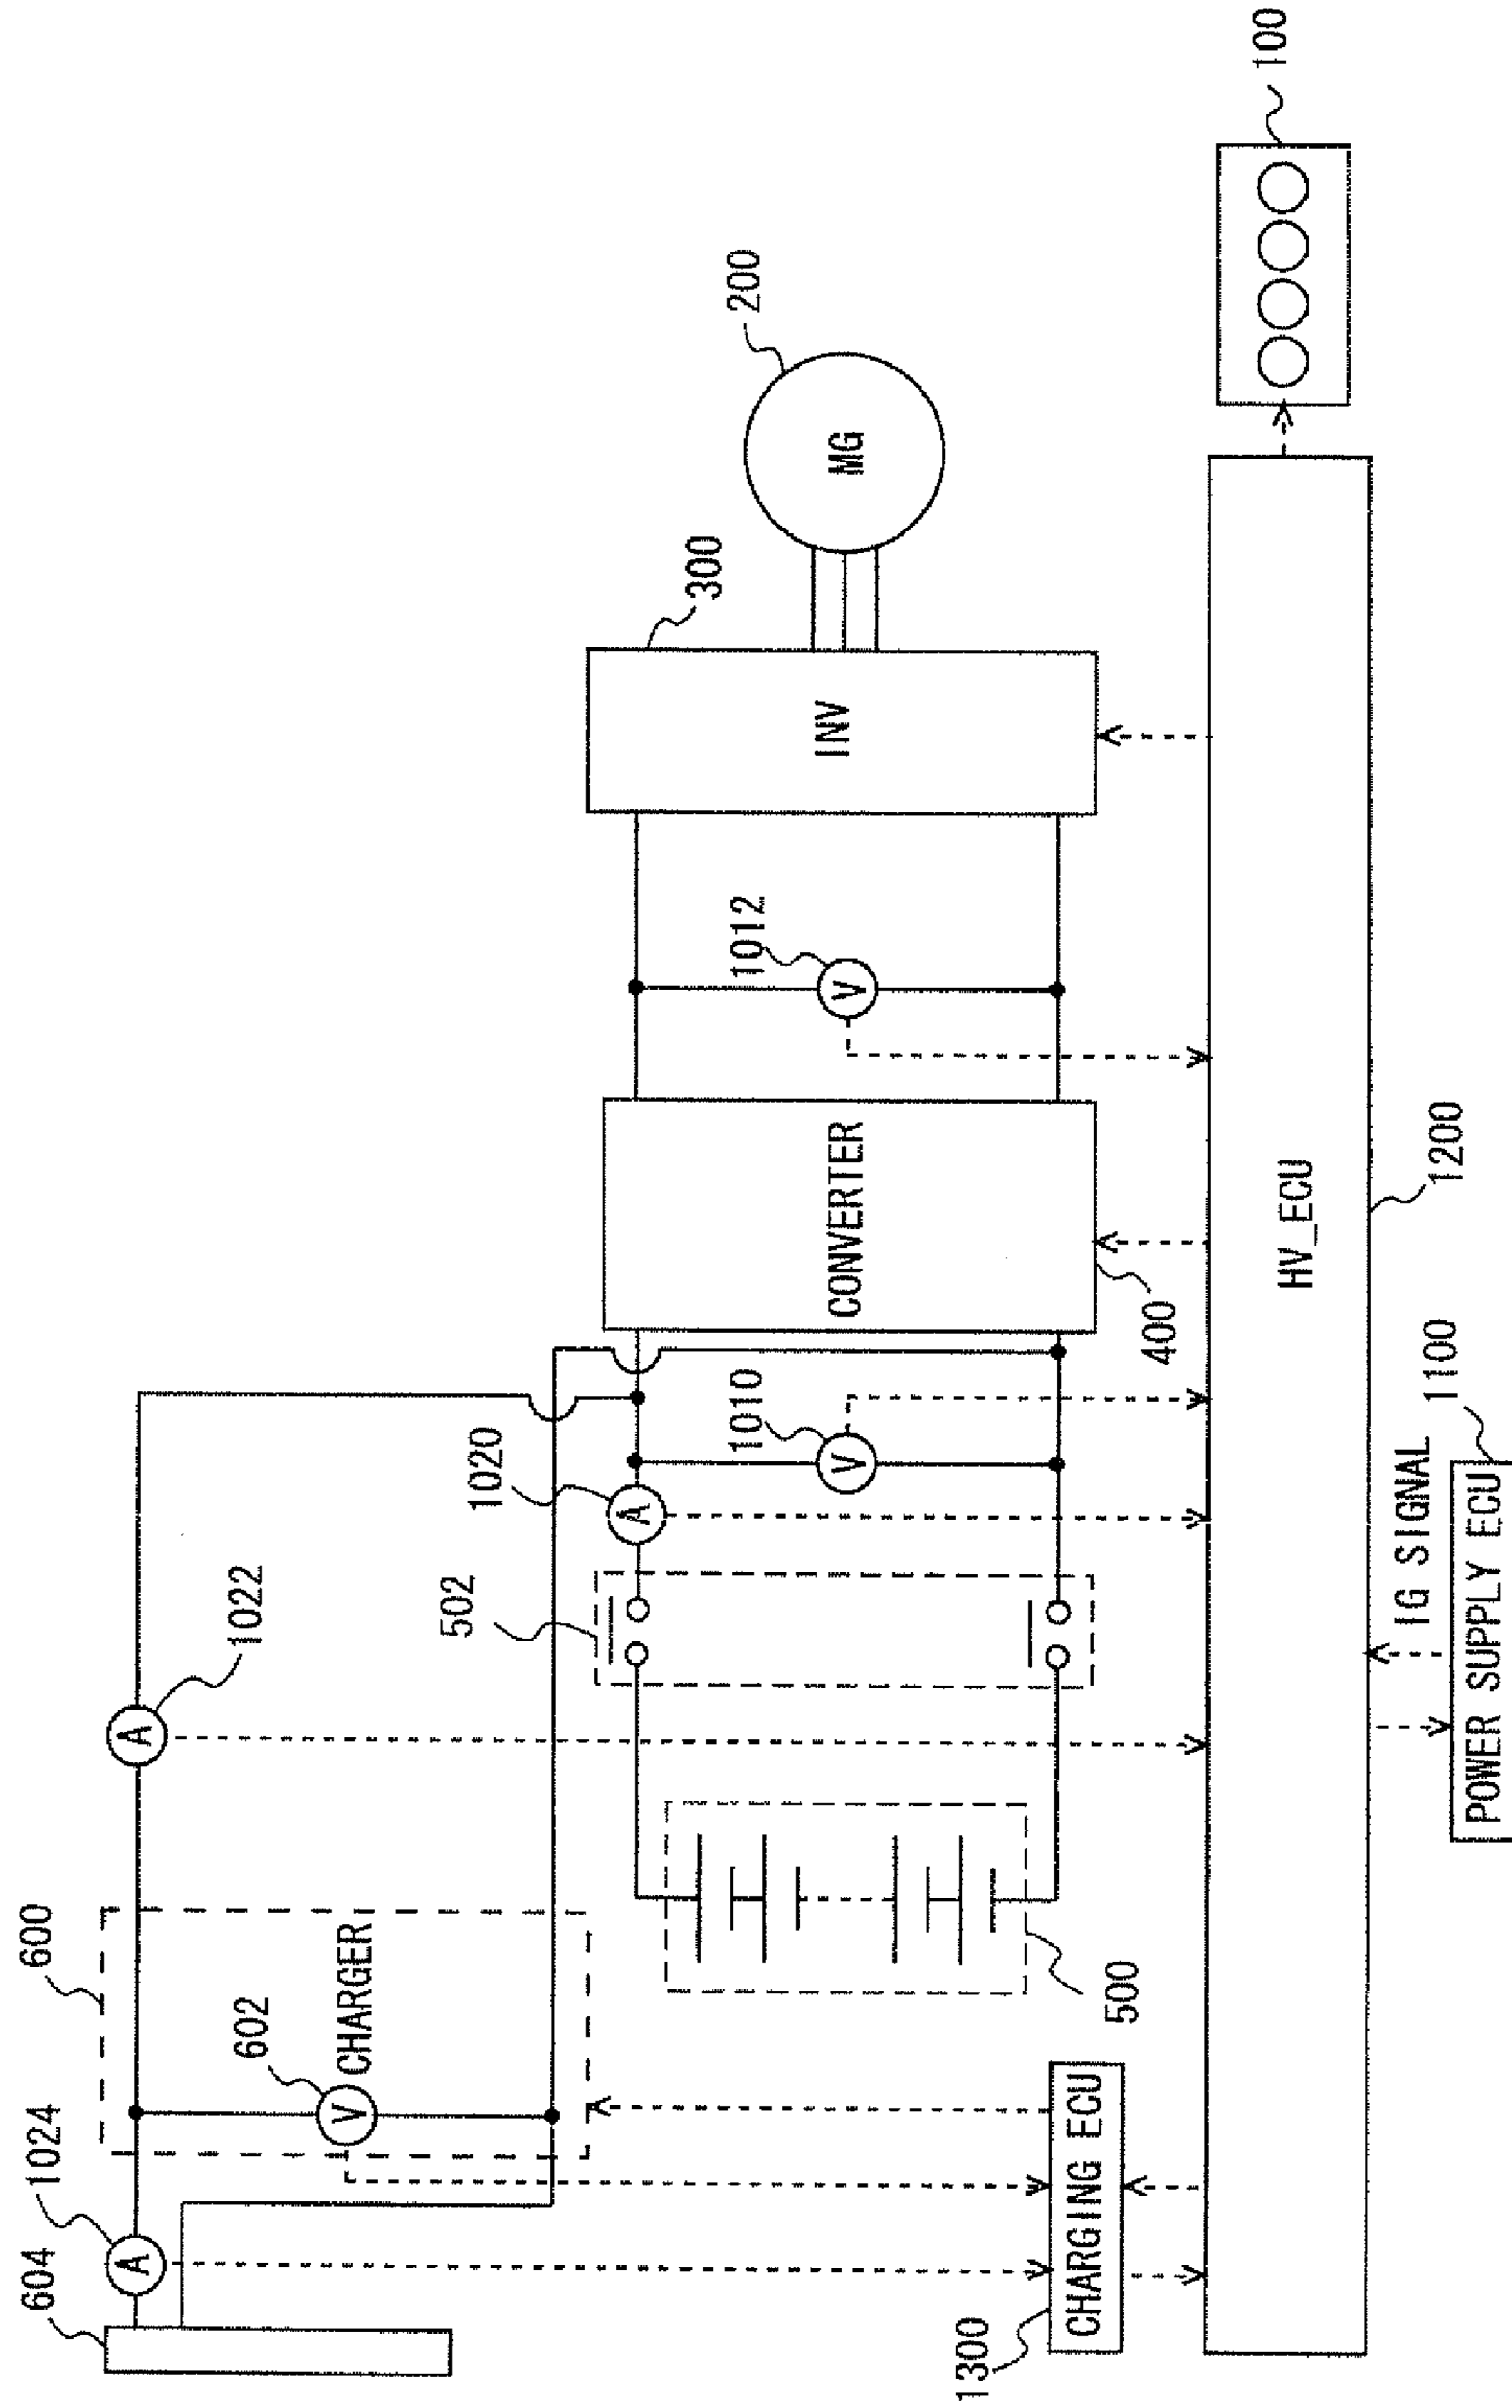 604
1024
A
600
602
V
CHARGER
1022
A
502
1020
A
1010
V
500
CONVERTER
400
1012
V
300
INV
200
MG
100
1300
CHARGING ECU
HV_ECU
1200
IG SIGNAL
1100
POWER SUPPLY ECU